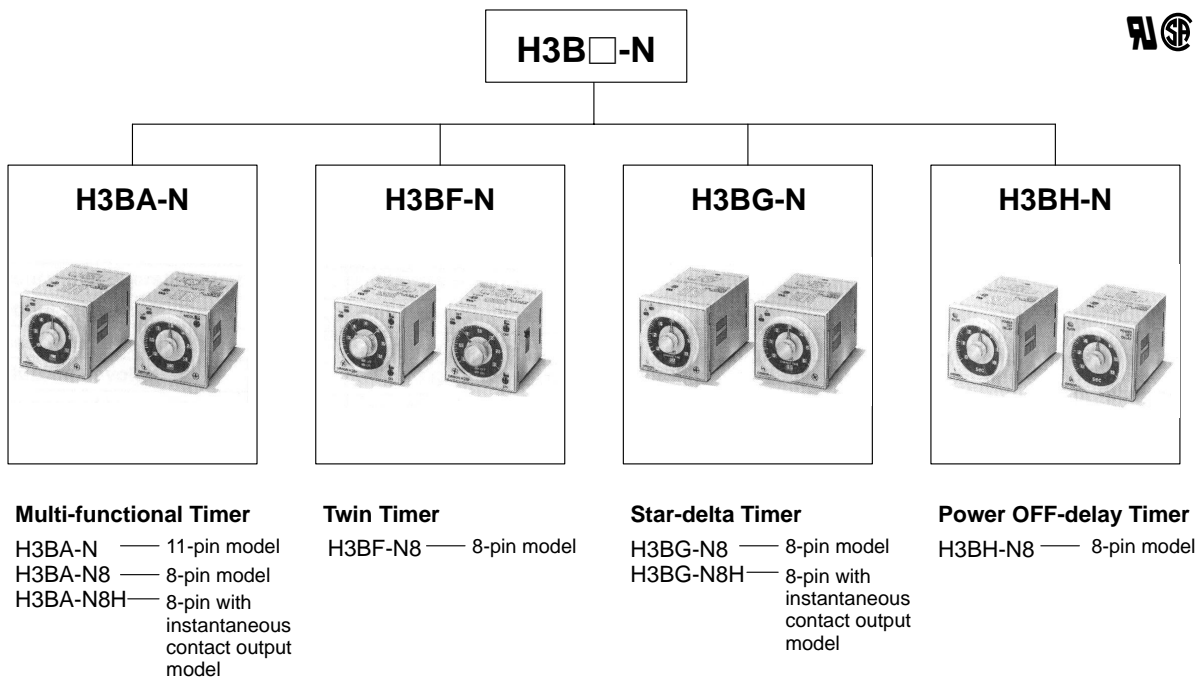 H3B□-N
H3BA-N
H3BF-N
H3BG-N
H3BH-N
Multi-functional Timer
H3BA-N —— 11-pin model
H3BA-N8 —— 8-pin model
H3BA-N8H —— 8-pin with
instantaneous
contact output
model
Twin Timer
H3BF-N8 —— 8-pin model
Star-delta Timer
H3BG-N8 —— 8-pin model
H3BG-N8H —— 8-pin with
instantaneous
contact output
model
Power OFF-delay Timer
H3BH-N8 —— 8-pin model